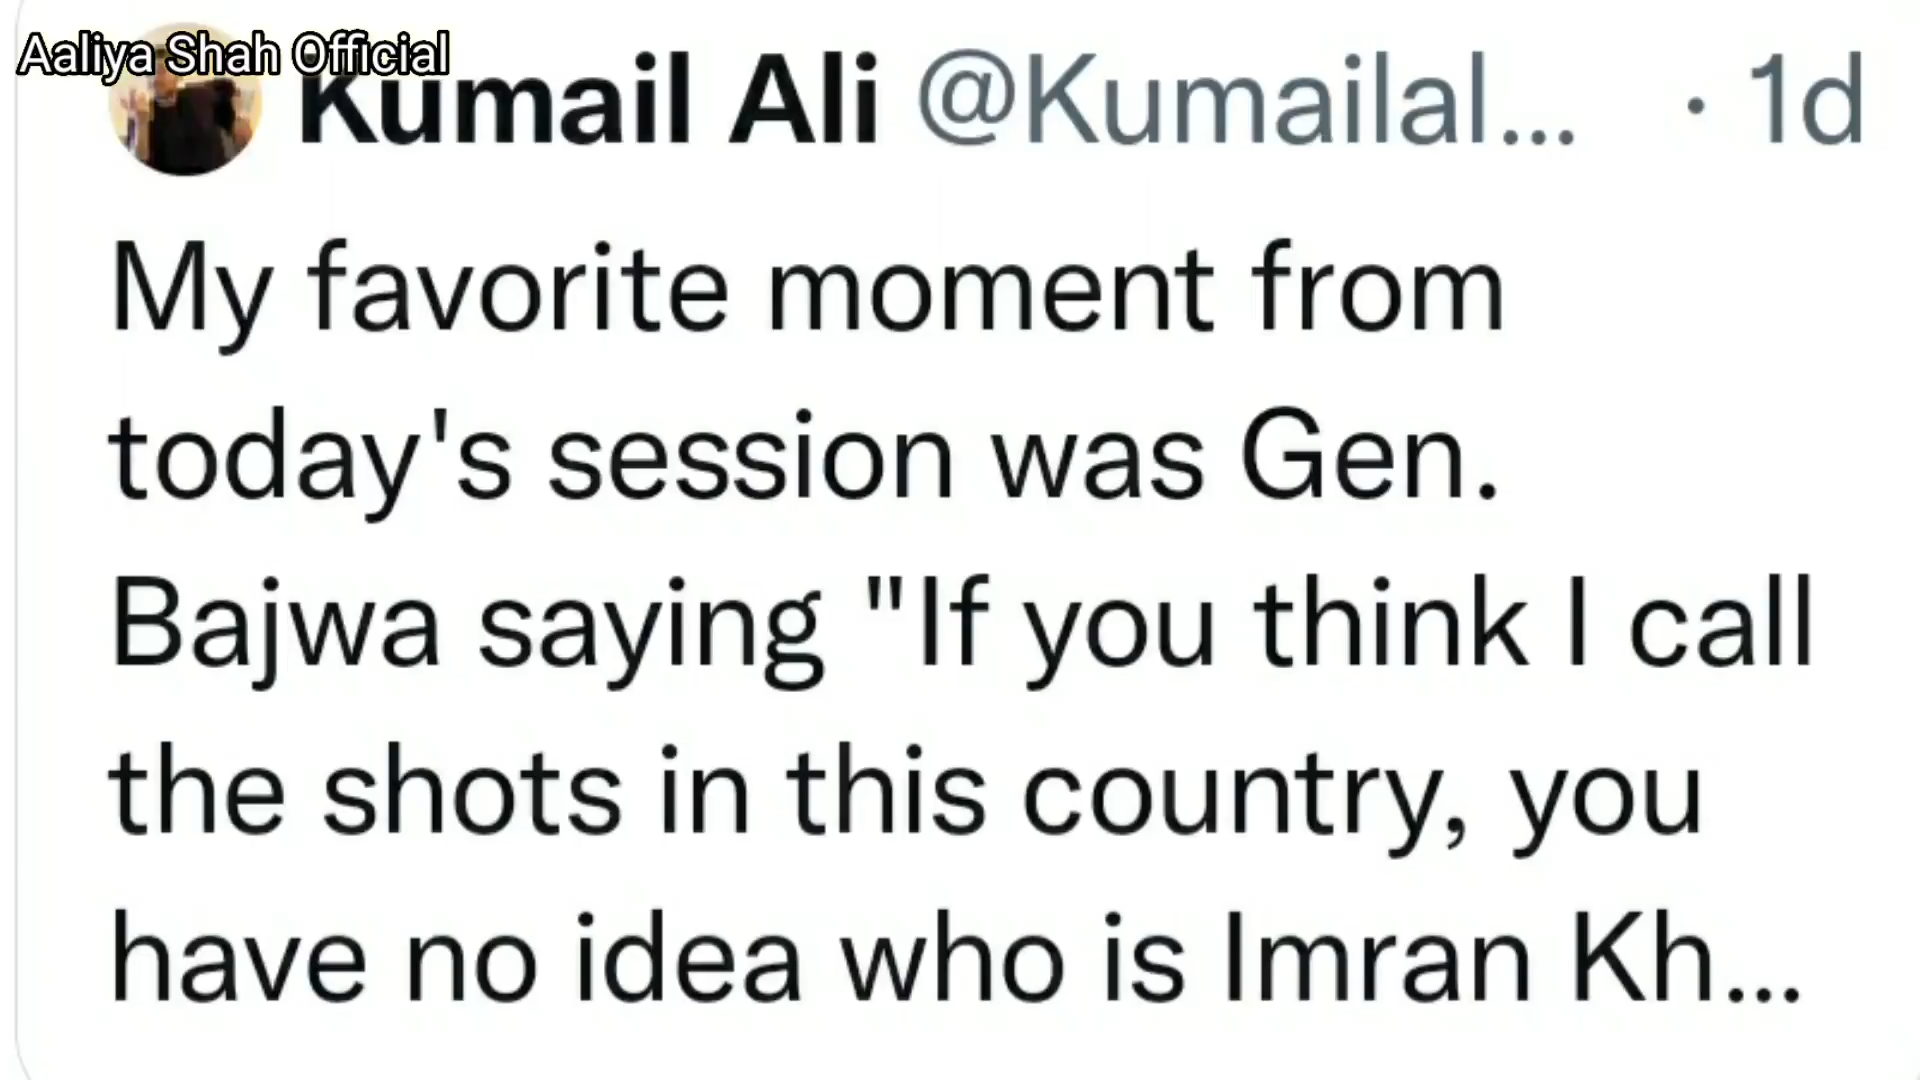 Aaliya Shah Official
Kumail Ali @Kumailal... · 1d
My favorite moment from
today's session was Gen.
Bajwa saying "If you think I call
the shots in this country, you
have no idea who is Imran Kh...